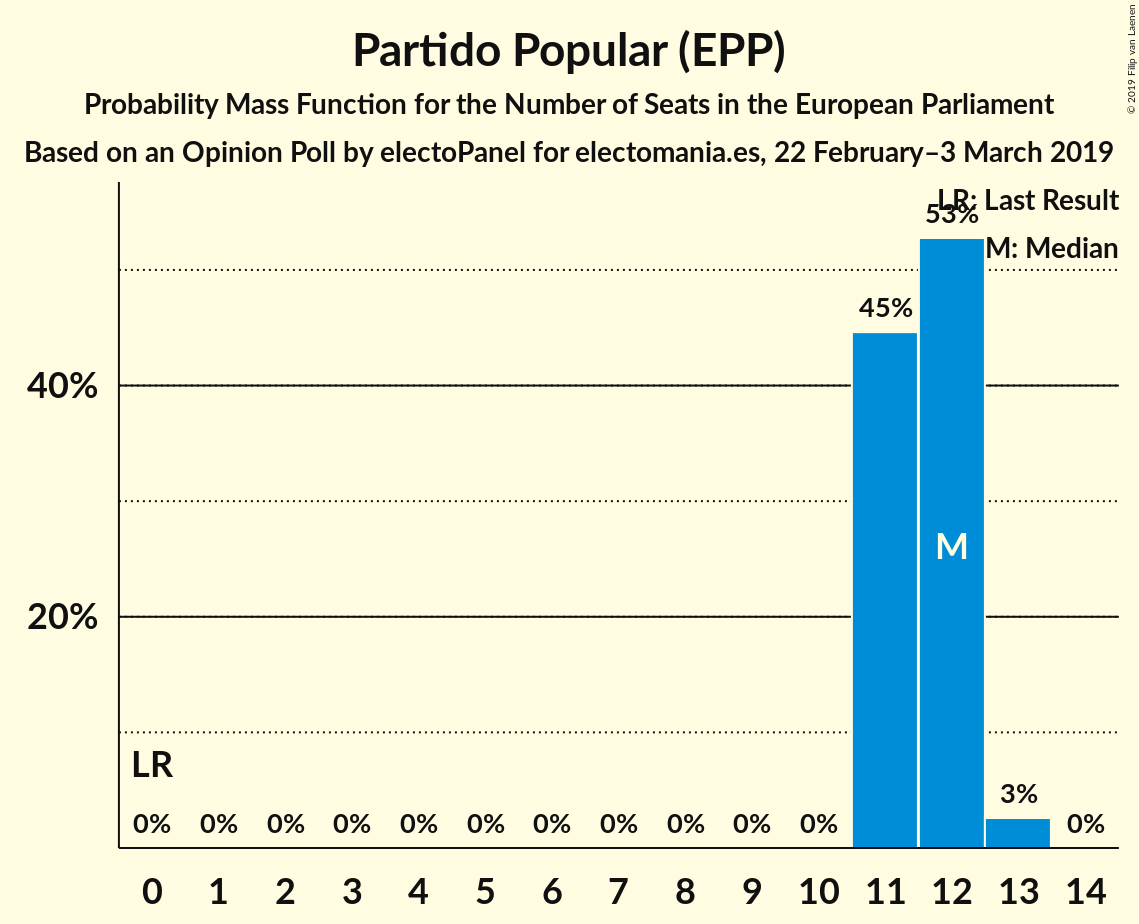 Partido Popular (EPP)
Probability Mass Function for the Number of Seats in the European Parliament
Based on an Opinion Poll by electoPanel for electomania.es, 22 February–3 March 2019
© 2019 Filip van Laenen
LR: Last Result
53%
M: Median
45%
40%
M
20%
LR
3%
0% 0% 0% 0% 0% 0% 0% 0% 0% 0% 0% 0%
0 1 2 3 4 5 6 7 8 9 10 11 12 13 14